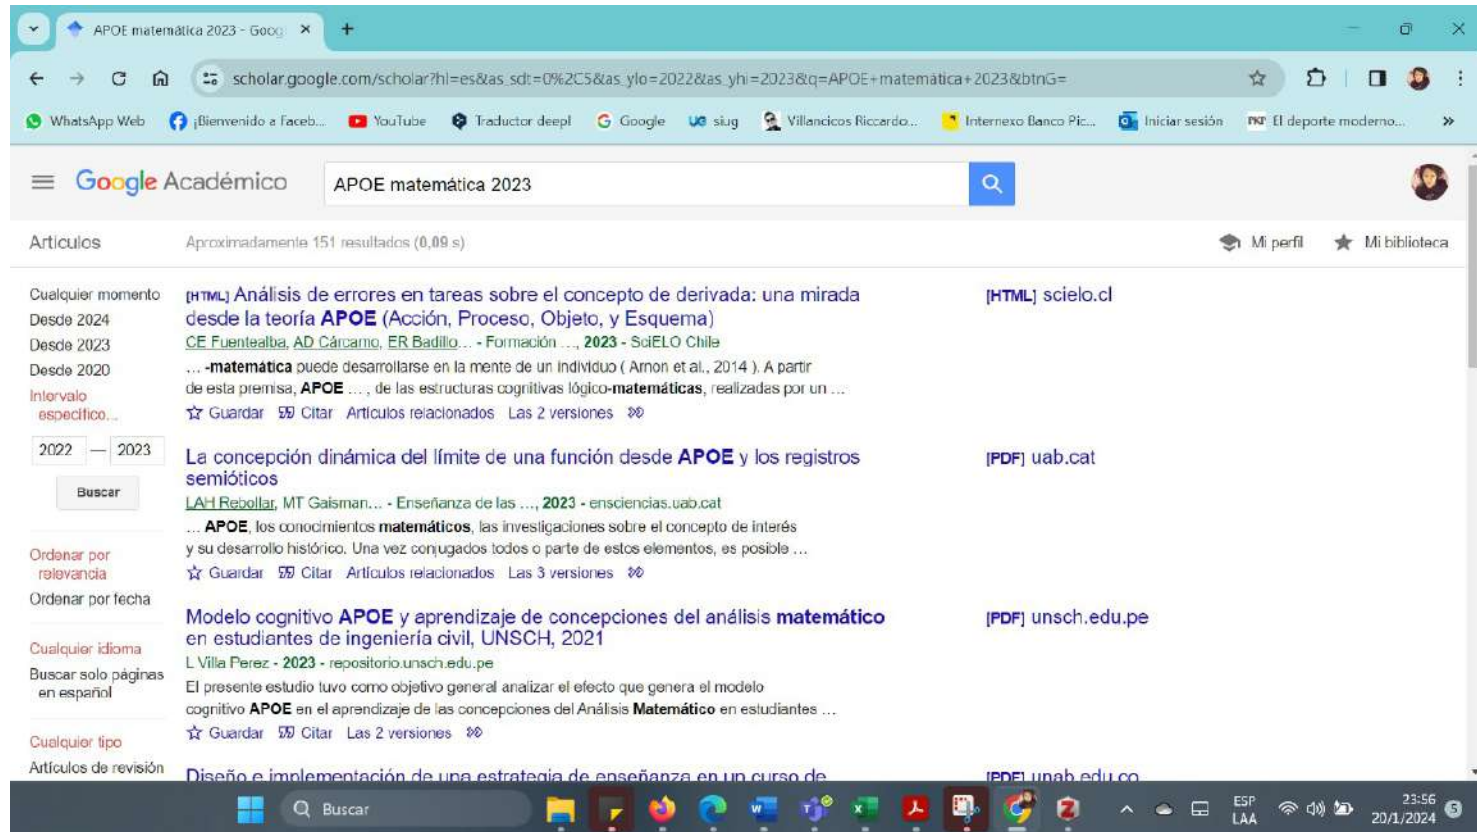 APOE matemática 2023 - Goog
scholar.google.com/scholar?hl=es&as_sdt=0%2C5&as_ylo=2022&as_yhi=2023&q=APOE+matemática+2023&btnG=
WhatsApp Web ¡Bienvenido a Faceb... YouTube Traductor deepl Google UG siug Villancicos Riccardo... Internexo Banco Pic... Iniciar sesión PKP El deporte moderno... »
Google Académico APOE matemática 2023
Artículos Aproximadamente 151 resultados (0,09 s) Mi perfil Mi biblioteca
Cualquier momento
Desde 2024
Desde 2023
Desde 2020
Intervalo
específico...
2022 — 2023
Buscar
Ordenar por
relevancia
Ordenar por fecha
Cualquier idioma
Buscar solo páginas
en español
Cualquier tipo
Artículos de revisión
[HTML] Análisis de errores en tareas sobre el concepto de derivada: una mirada
desde la teoría APOE (Acción, Proceso, Objeto, y Esquema)
[HTML] scielo.cl
CE Fuentealba, AD Cárcamo, ER Badillo... - Formación ..., 2023 - SciELO Chile
... -matemática puede desarrollarse en la mente de un individuo ( Arnon et al., 2014 ). A partir
de esta premisa, APOE ..., de las estructuras cognitivas lógico-matemáticas, realizadas por un ...
Guardar Citar Artículos relacionados Las 2 versiones
La concepción dinámica del límite de una función desde APOE y los registros
semióticos
[PDF] uab.cat
LAH Rebollar, MT Gaisman... - Enseñanza de las ..., 2023 - ensciencias.uab.cat
... APOE, los conocimientos matemáticos, las investigaciones sobre el concepto de interés
y su desarrollo histórico. Una vez conjugados todos o parte de estos elementos, es posible ...
Guardar Citar Artículos relacionados Las 3 versiones
Modelo cognitivo APOE y aprendizaje de concepciones del análisis matemático
en estudiantes de ingeniería civil, UNSCH, 2021
[PDF] unsch.edu.pe
L Villa Perez - 2023 - repositorio.unsch.edu.pe
El presente estudio tuvo como objetivo general analizar el efecto que genera el modelo
cognitivo APOE en el aprendizaje de las concepciones del Análisis Matemático en estudiantes ...
Guardar Citar Las 2 versiones
Diseño e implementación de una estrategia de enseñanza en un curso de
[PDF] unab.edu.co
Buscar
ESP
LAA
23:56
20/1/2024
5